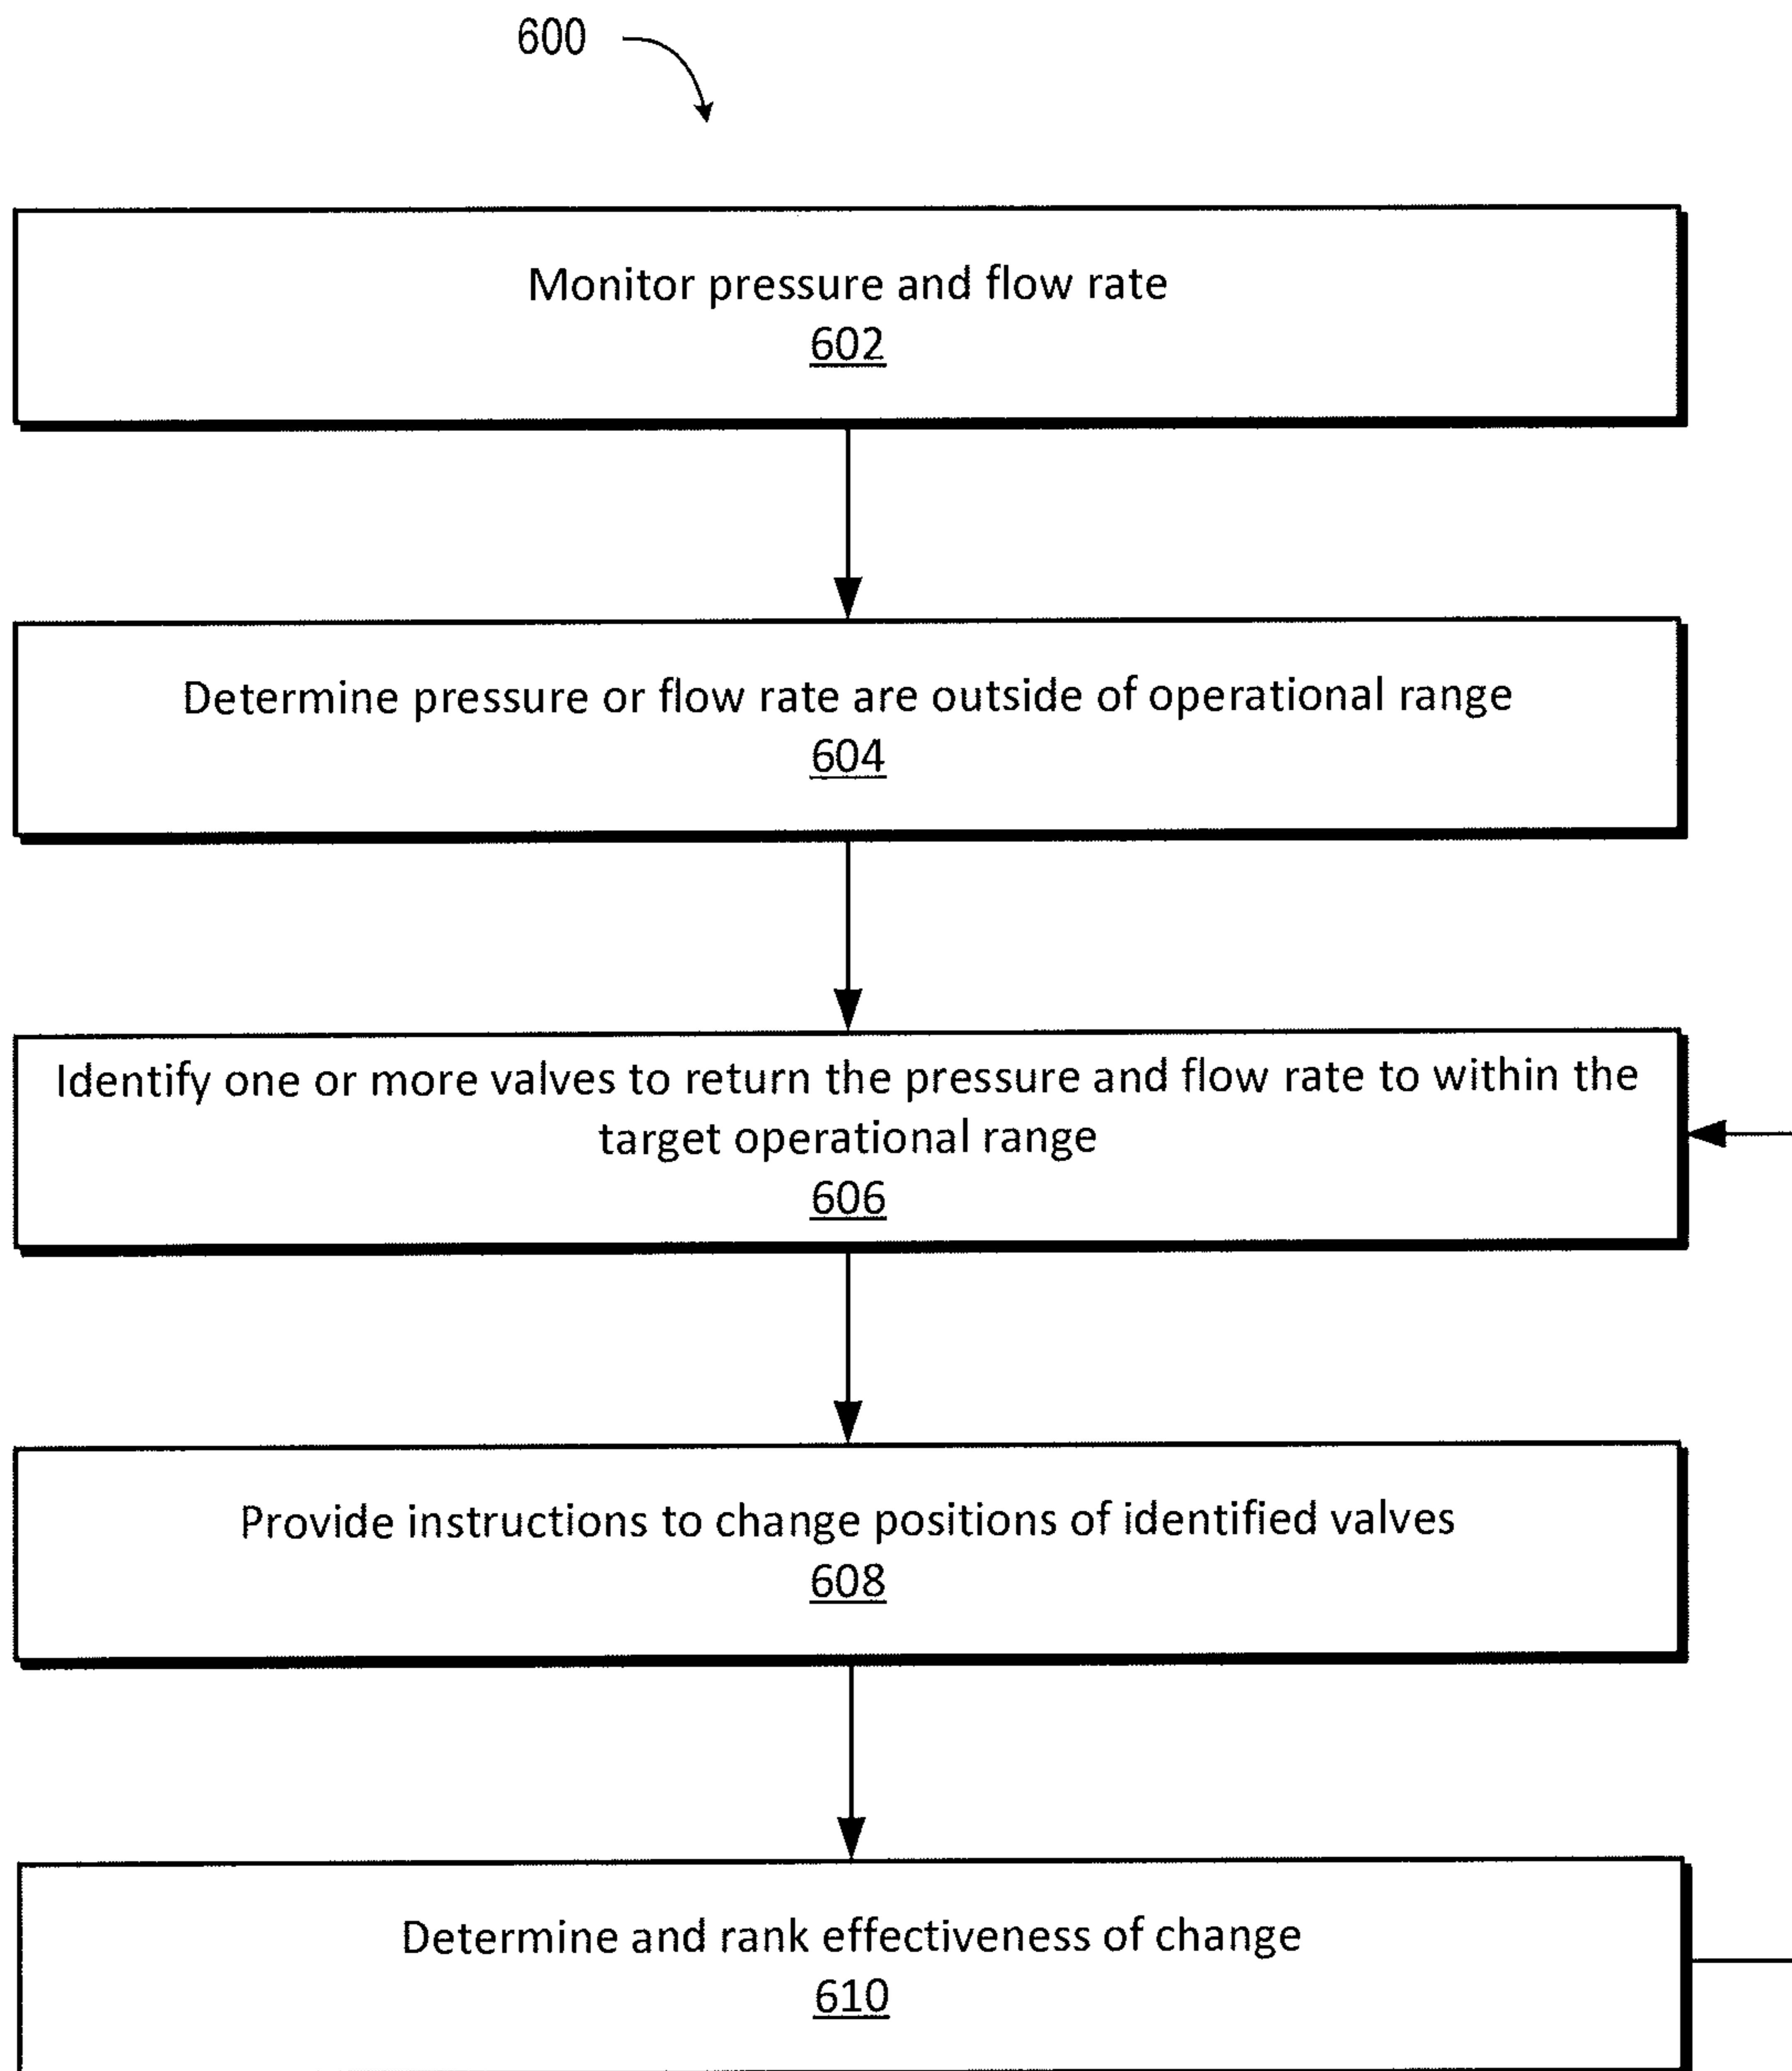 600
Monitor pressure and flow rate
602
Determine pressure or flow rate are outside of operational range
604
Identify one or more valves to return the pressure and flow rate to within the
target operational range
606
Provide instructions to change positions of identified valves
608
Determine and rank effectiveness of change
610